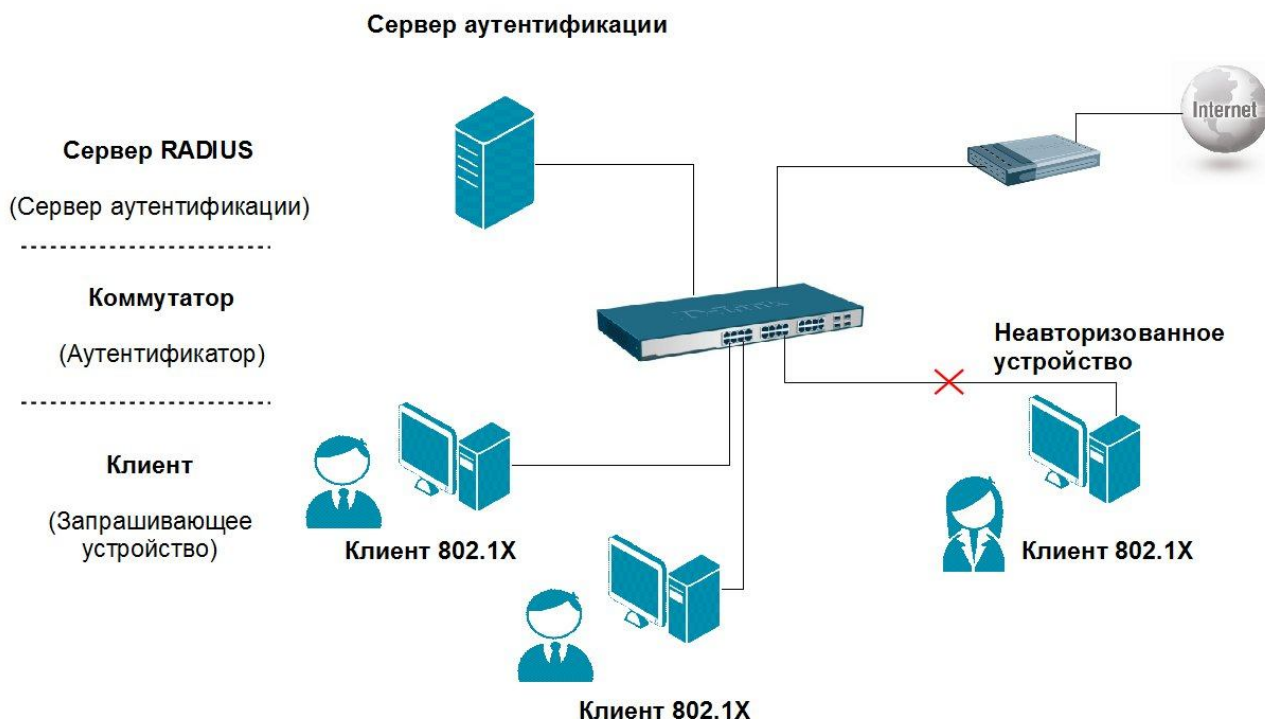 Сервер аутентификации
Internet
Сервер RADIUS
(Сервер аутентификации)
Коммутатор
(Аутентификатор)
Неавторизованное
устройство
Клиент
(Запрашивающее
устройство)
Клиент 802.1X
Клиент 802.1X
Клиент 802.1X